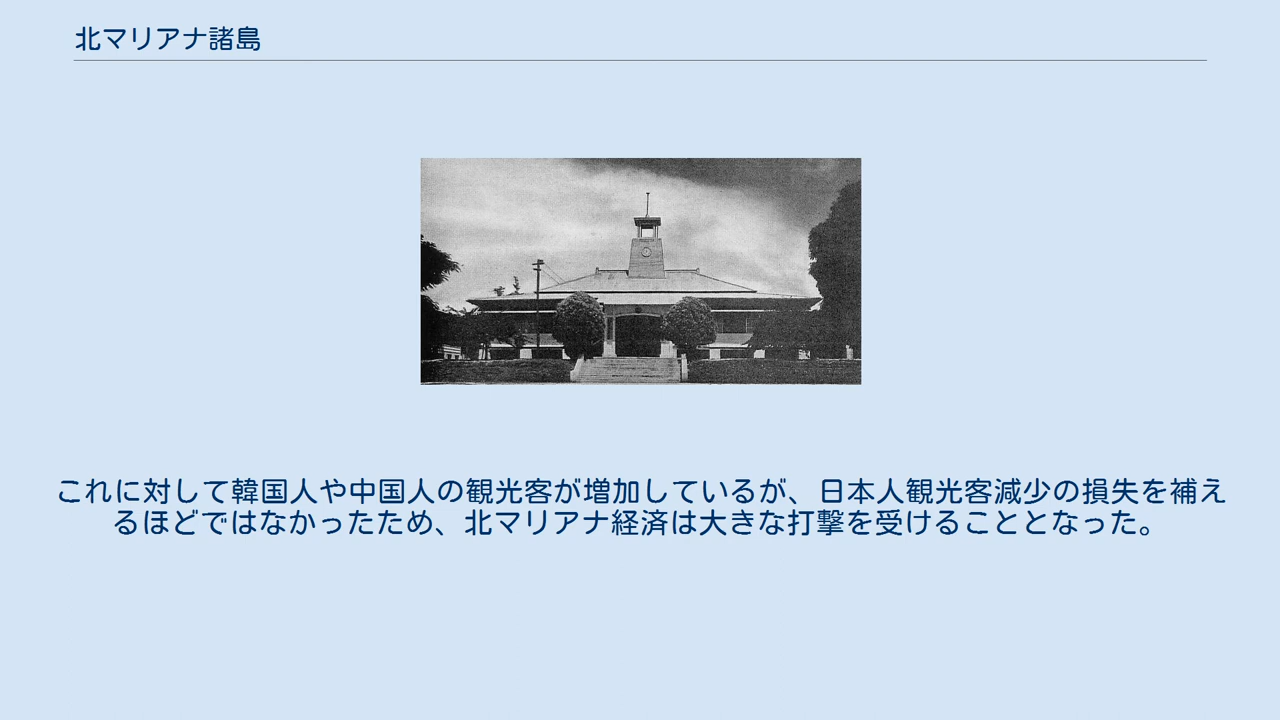 北マリアナ諸島
これに対して韓国人や中国人の観光客が増加しているが、日本人観光客減少の損失を補え
るほどではなかったため、北マリアナ経済は大きな打撃を受けることとなった。